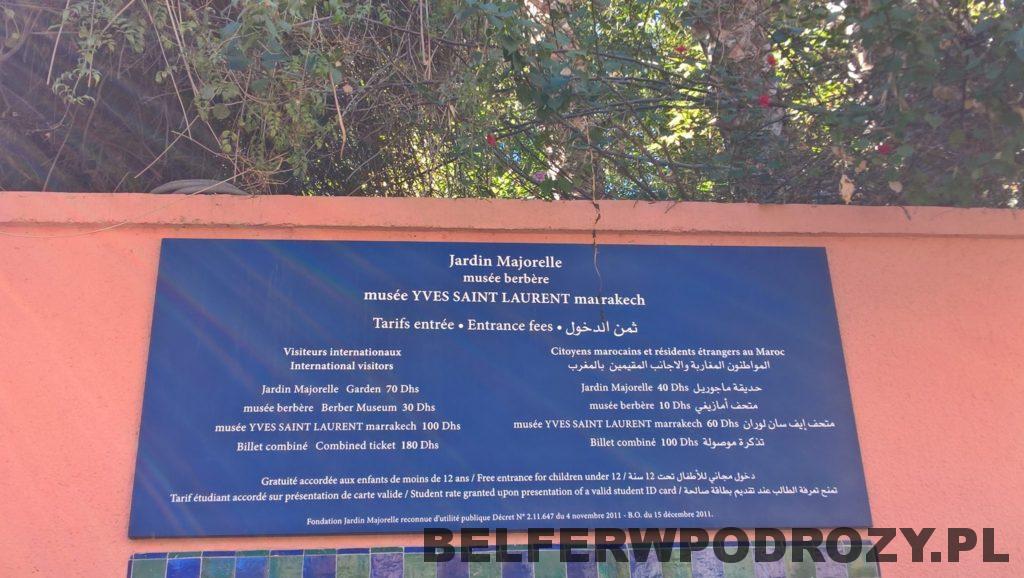 Jardin Majorelle
musée berbère
musée YVES SAINT LAURENT marrakech
Tarifs entrée • Entrance fees • ثمن الدخول
Visiteurs internationaux
International visitors
Jardin Majorelle Garden 70 Dhs
musée berbère Berber Museum 30 Dhs
musée YVES SAINT LAURENT marrakech 100 Dhs
Billet combiné Combined ticket 180 Dhs
Citoyens marocains et résidents étrangers au Maroc
المواطنون المغاربة والاجانب المقيمين بالمغرب
Jardin Majorelle 40 Dhs حديقة ماجوريل
musée berbère 10 Dhs متحف أمازيغي
musée YVES SAINT LAURENT marrakech 60 Dhs متحف إيف سان لوران
Billet combiné 100 Dhs تذكرة موصولة
Gratuité accordée aux enfants de moins de 12 ans / Free entrance for children under 12 / دخول مجاني للأطفال تحت 12 سنة
Tarif étudiant accordé sur présentation de carte valide / Student rate granted upon presentation of a valid student ID card / تمنح تعرفة الطالب عند تقديم بطاقة صالحة
Fondation Jardin Majorelle reconnue d'utilité publique Décret N° 2.11.647 du 4 novembre 2011 - B.O. du 15 décembre 2011.
BELFERWPODROZY.PL